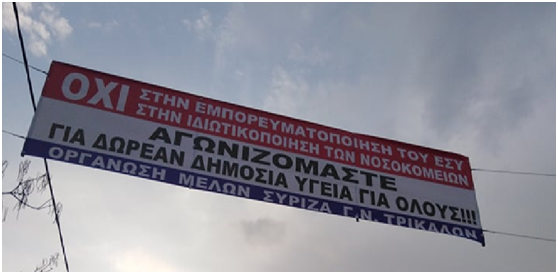 ΟΧΙ ΣΤΗΝ ΕΜΠΟΡΕΥΜΑΤΟΠΟΙΗΣΗ ΤΟΥ ΕΣΥ
ΣΤΗΝ ΙΔΙΩΤΙΚΟΠΟΙΗΣΗ ΤΩΝ ΝΟΣΟΚΟΜΕΙΩΝ
ΑΓΩΝΙΖΟΜΑΣΤΕ
ΓΙΑ ΔΩΡΕΑΝ ΔΗΜΟΣΙΑ ΥΓΕΙΑ ΓΙΑ ΟΛΟΥΣ!!!
ΟΡΓΑΝΩΣΗ ΜΕΛΩΝ ΣΥΡΙΖΑ Γ.Ν. ΤΡΙΚΑΛΩΝ